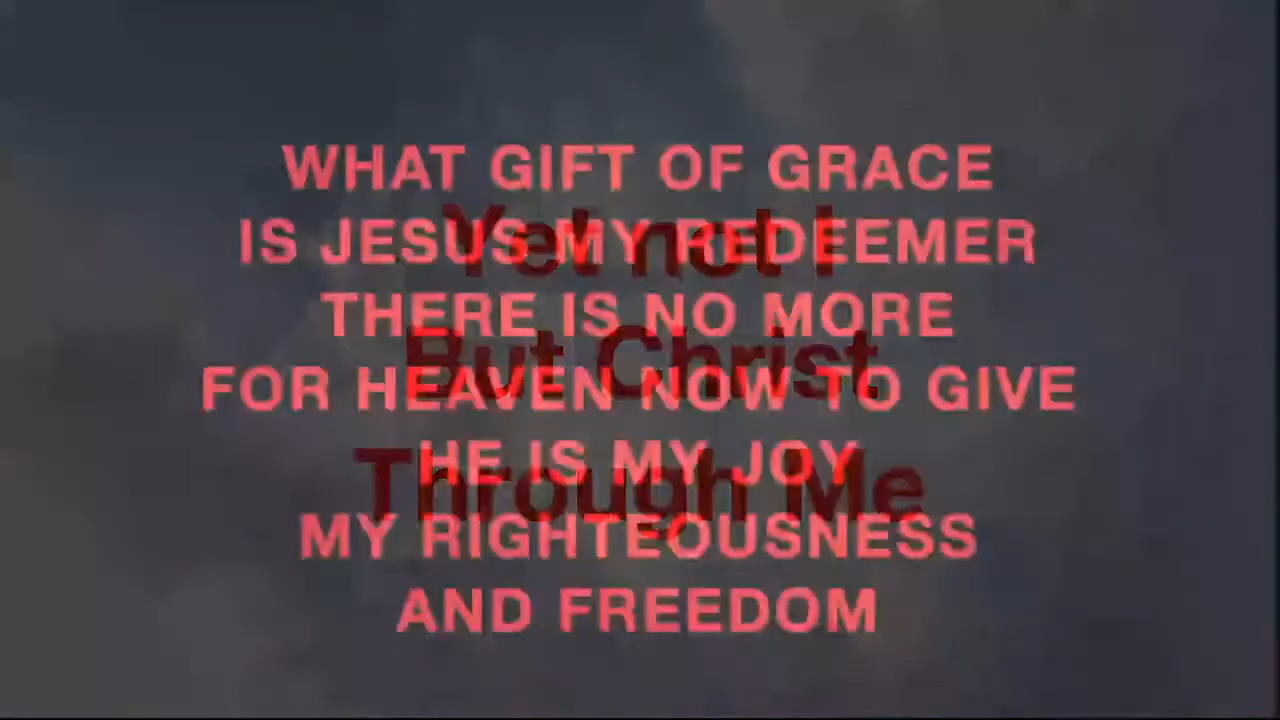 WHAT GIFT OF GRACE
IS JESUS MY REDEEMER
THERE IS NO MORE
FOR HEAVEN NOW TO GIVE
HE IS MY JOY
MY RIGHTEOUSNESS
AND FREEDOM
Yet not I
But Christ
Through Me